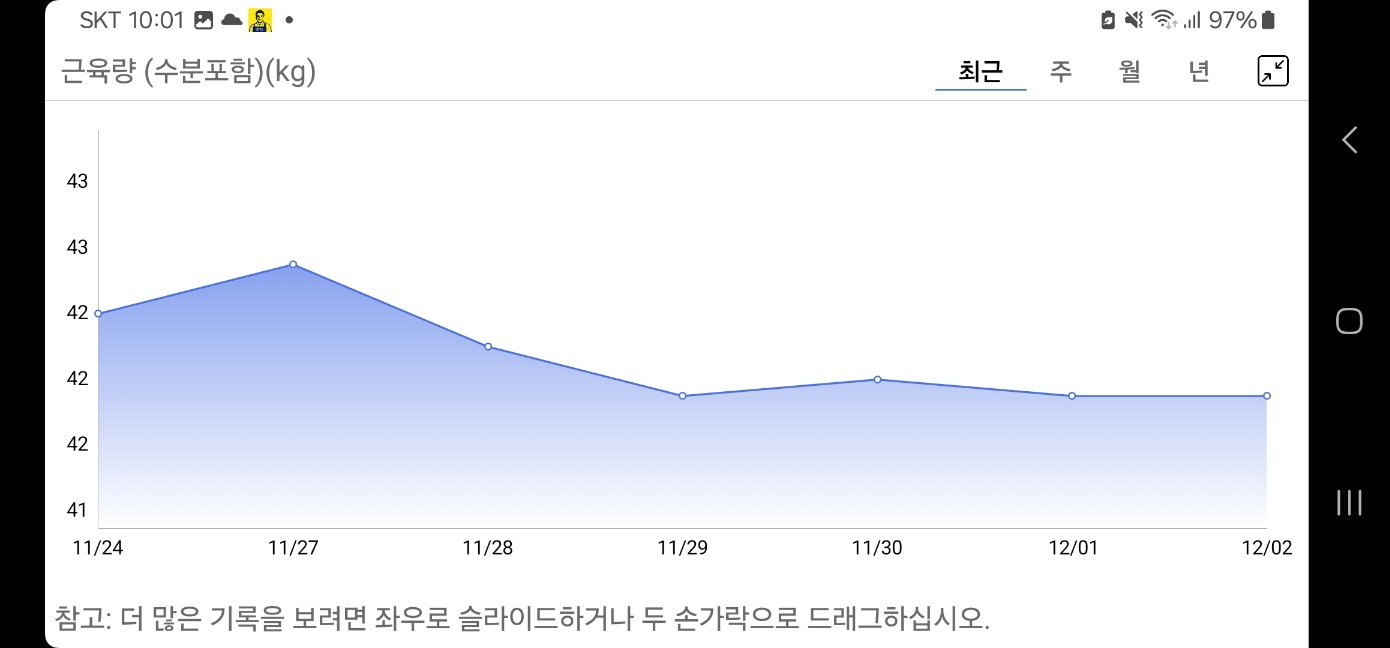 SKT 10:01 97%
근육량 (수분포함)(kg) 최근 주 월 년
43
43
42
42
42
41
11/24 11/27 11/28 11/29 11/30 12/01 12/02
참고: 더 많은 기록을 보려면 좌우로 슬라이드하거나 두 손가락으로 드래그하십시오.